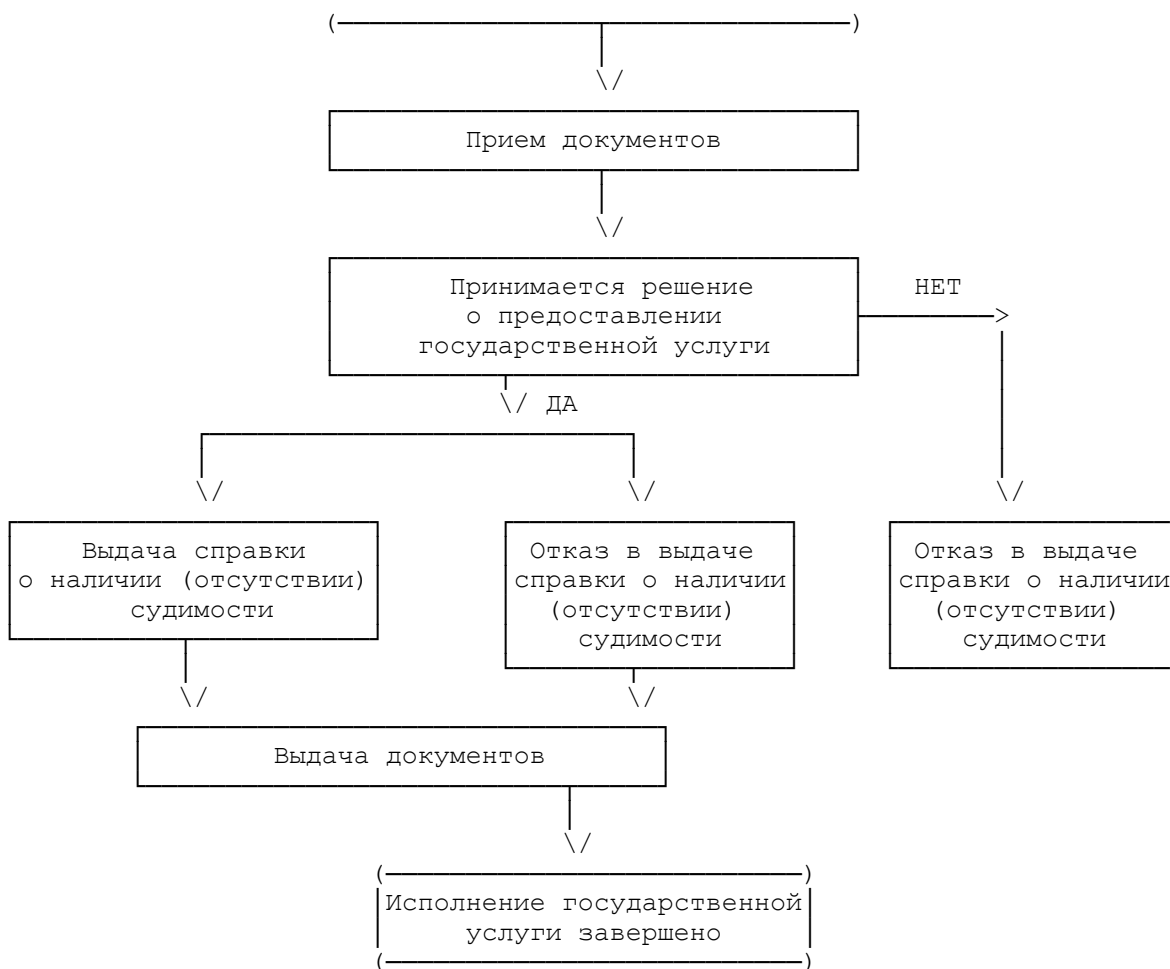 Прием документов
Принимается решение
о предоставлении
государственной услуги
НЕТ
ДА
Выдача справки
о наличии (отсутствии)
судимости
Отказ в выдаче
справки о наличии
(отсутствии)
судимости
Отказ в выдаче
справки о наличии
(отсутствии)
судимости
Выдача документов
Исполнение государственной
услуги завершено